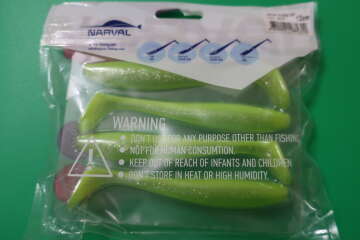 NARVAL
WARNING
DON'T USE FOR ANY PURPOSE OTHER THAN FISHING
NOT FOR HUMAN CONSUMTION.
KEEP OUT OF REACH OF INFANTS AND CHILDREN
DON'T STORE IN HEAT OR HIGH HUMIDITY.